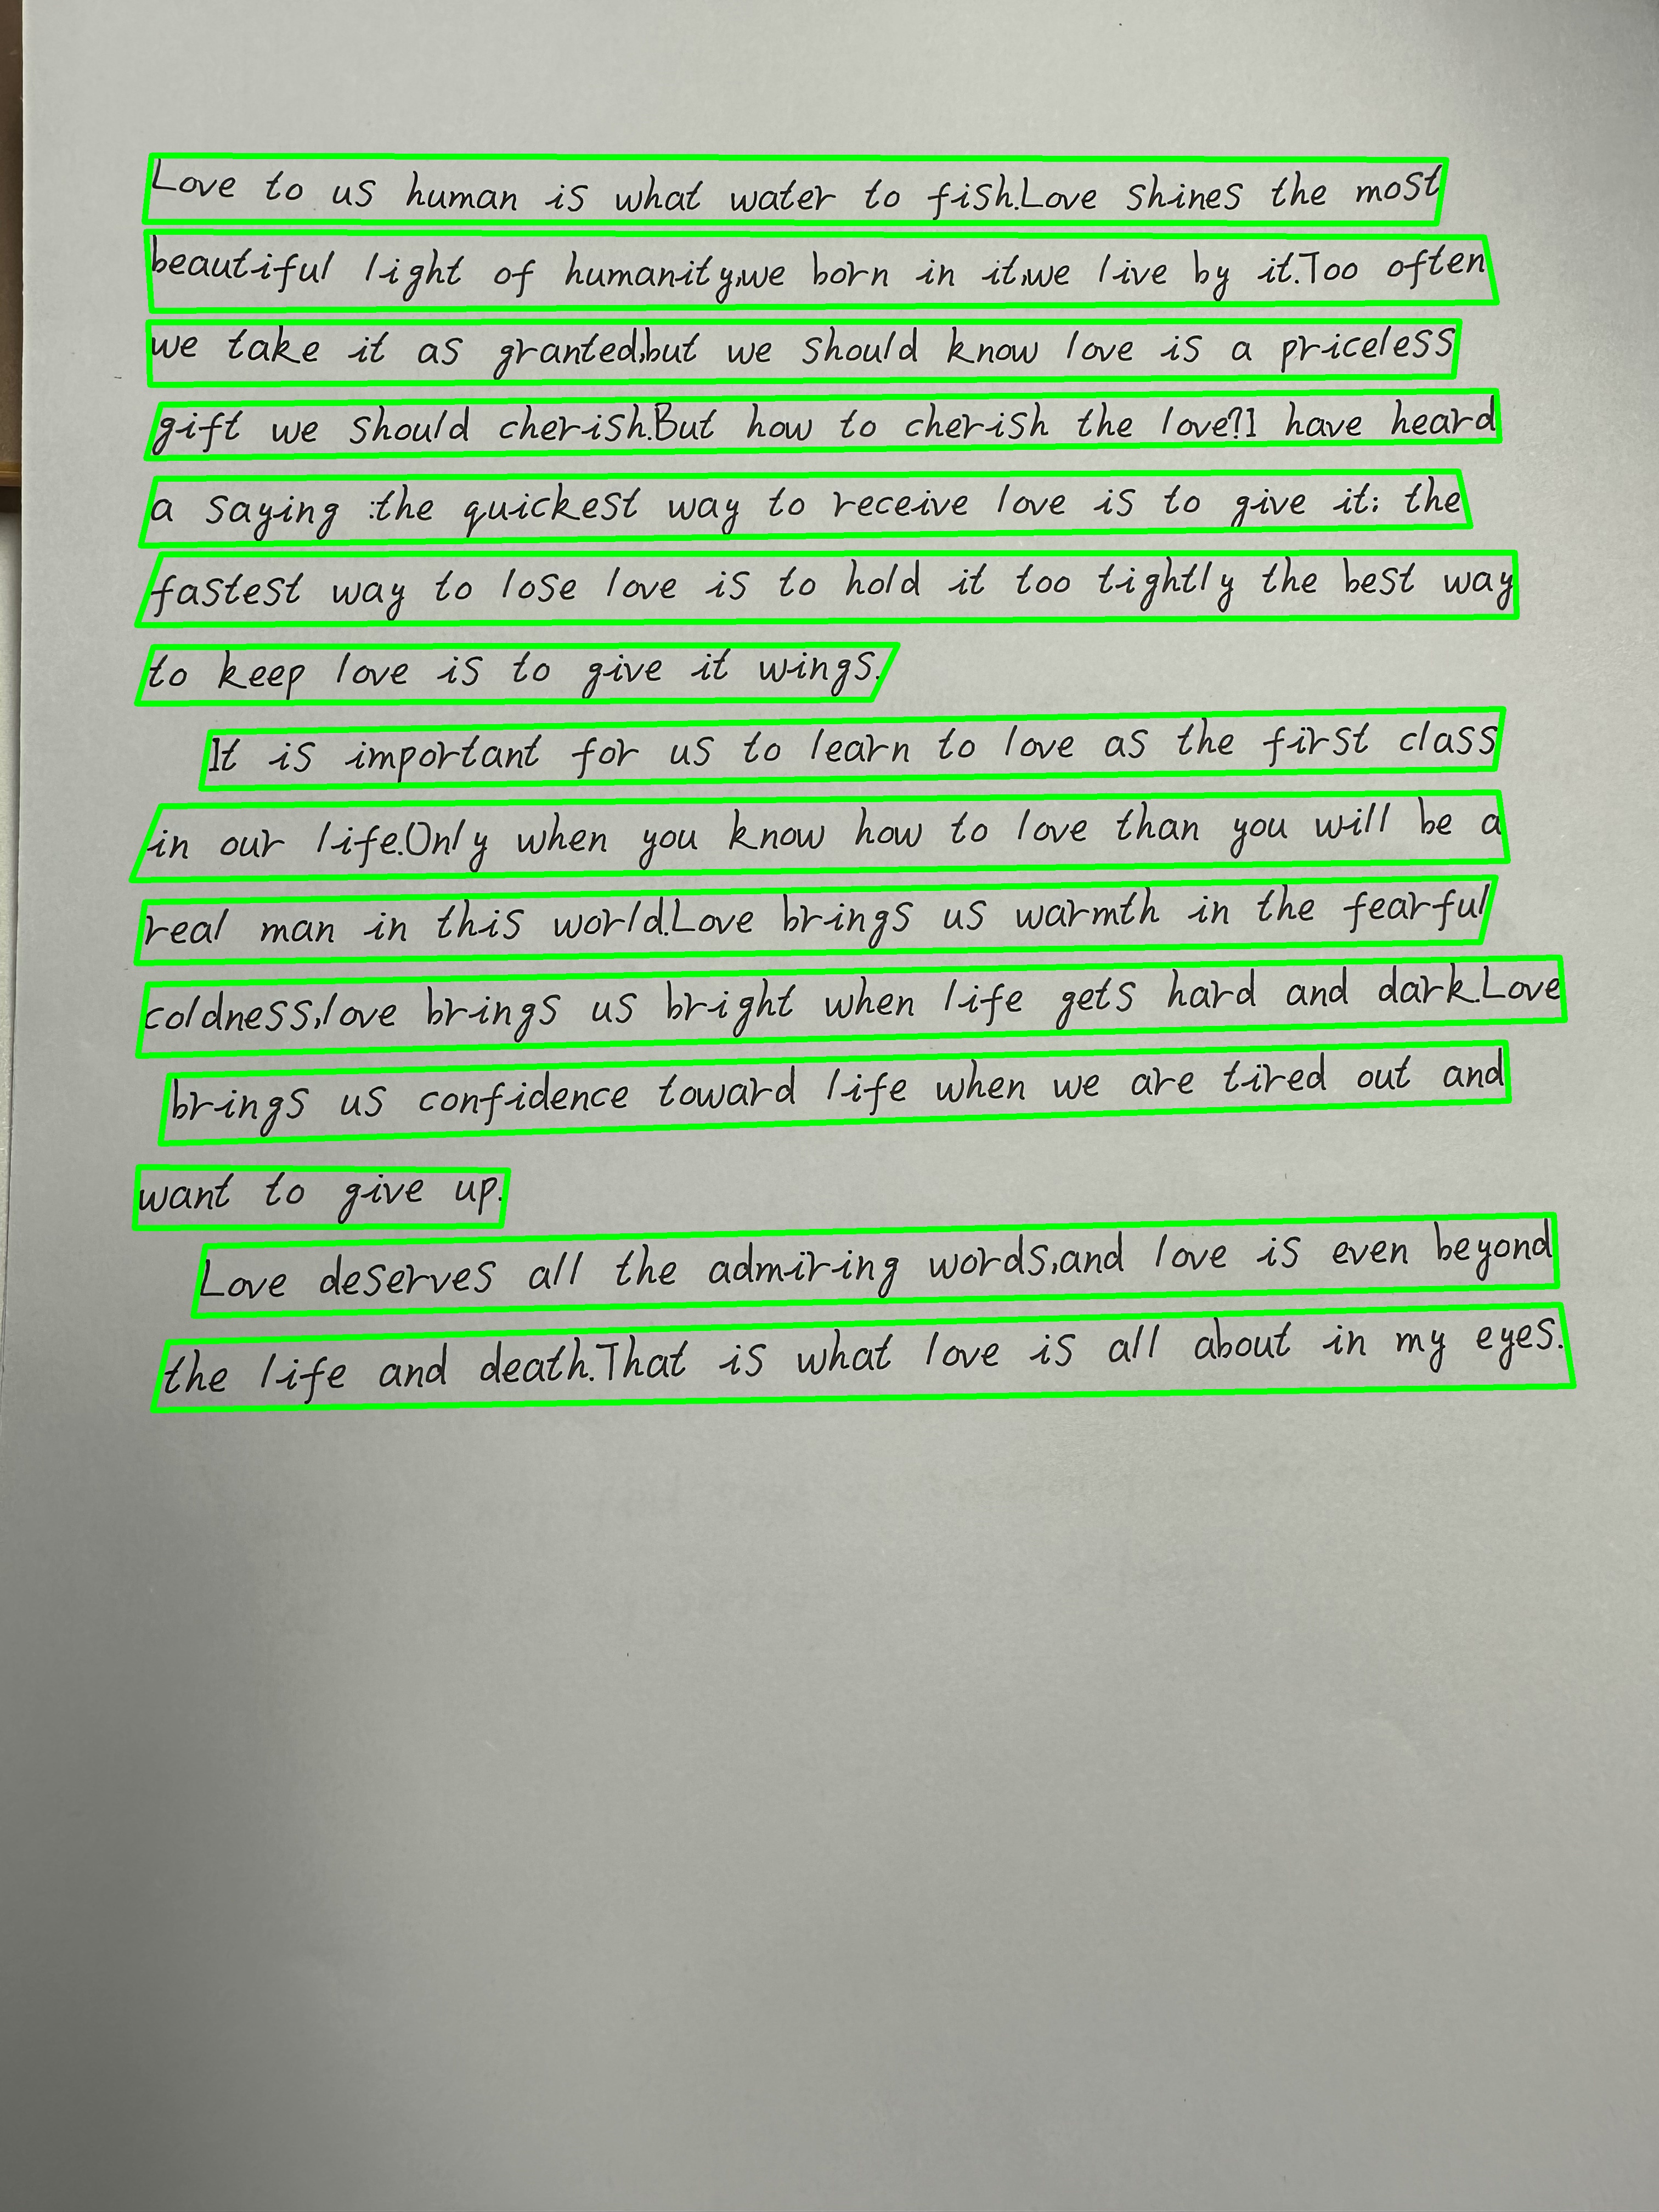 Love to us human is what water to fish.Love shines the most
beautiful light of humanity,we born in it,we live by it.Too often
we take it as granted,but we should know love is a priceless
gift we should cherish.But how to cherish the love?I have heard
a saying :the quickest way to receive love is to give it; the
fastest way to lose love is to hold it too tightly the best way
to keep love is to give it wings.
It is important for us to learn to love as the first class
in our life.Only when you know how to love than you will be a
real man in this world.Love brings us warmth in the fearful
coldness,love brings us bright when life gets hard and dark.Love
brings us confidence toward life when we are tired out and
want to give up.
Love deserves all the admiring words,and love is even beyond
the life and death.That is what love is all about in my eyes.